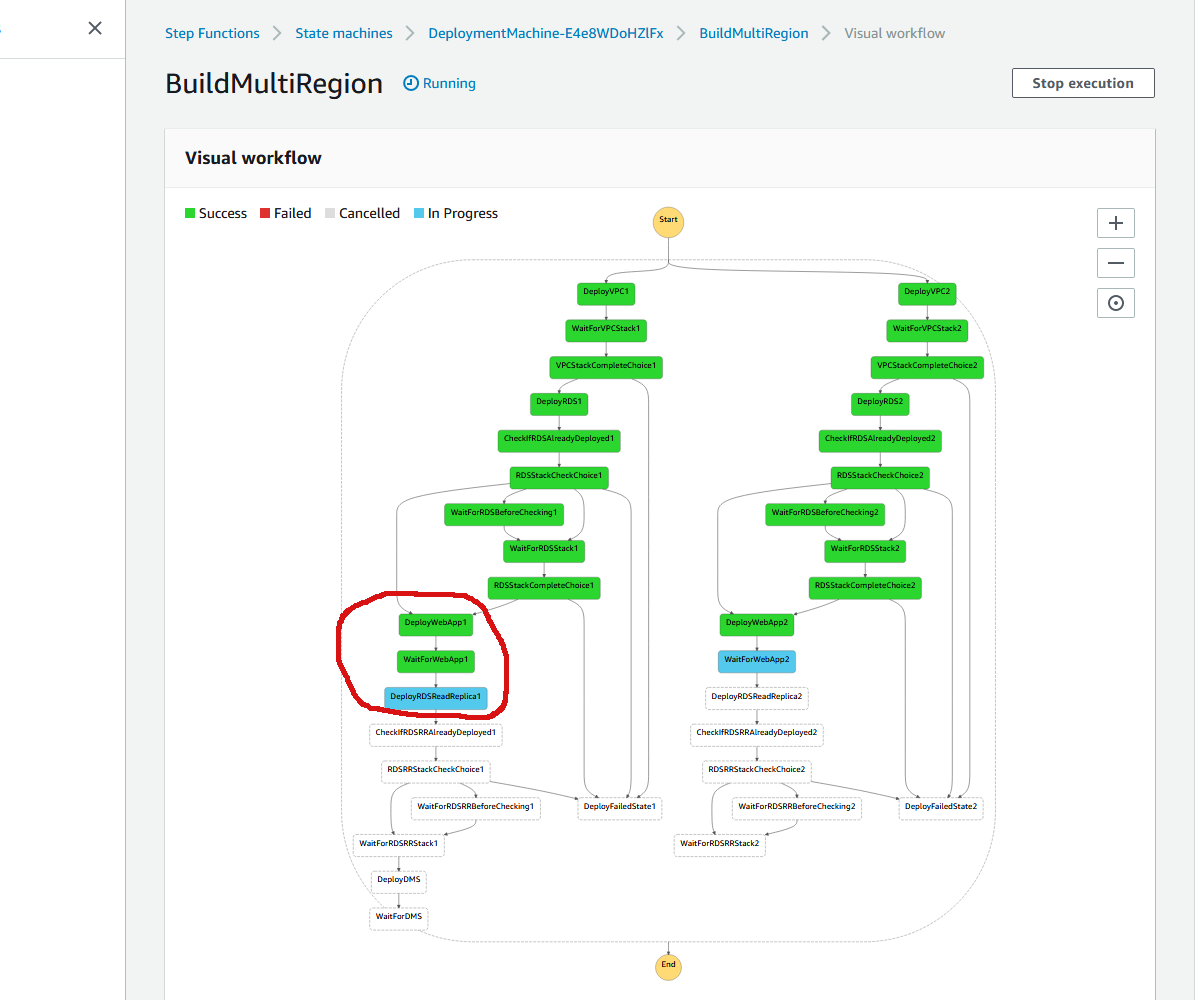 Step Functions > State machines > DeploymentMachine-E4e8WDoHZlFx > BuildMultiRegion > Visual workflow
BuildMultiRegion Running Stop execution
Visual workflow
Success Failed Cancelled In Progress
Start
DeployVPC1 DeployVPC2
WaitForVPCStack1 WaitForVPCStack2
VPCStackCompleteChoice1 VPCStackCompleteChoice2
DeployRDS1 DeployRDS2
CheckIfRDSAlreadyDeployed1 CheckIfRDSAlreadyDeployed2
RDSStackCheckChoice1 RDSStackCheckChoice2
WaitForRDSBeforeChecking1 WaitForRDSBeforeChecking2
WaitForRDSStack1 WaitForRDSStack2
RDSStackCompleteChoice1 RDSStackCompleteChoice2
DeployWebApp1 DeployWebApp2
WaitForWebApp1 WaitForWebApp2
DeployRDSReadReplica1 DeployRDSReadReplica2
CheckIfRDSRRAlreadyDeployed1 CheckIfRDSRRAlreadyDeployed2
RDSRRStackCheckChoice1 RDSRRStackCheckChoice2
WaitForRDSRRBeforeChecking1 DeployFailedState1 WaitForRDSRRBeforeChecking2 DeployFailedState2
WaitForRDSRRStack1 WaitForRDSRRStack2
DeployDMS
WaitForDMS
End